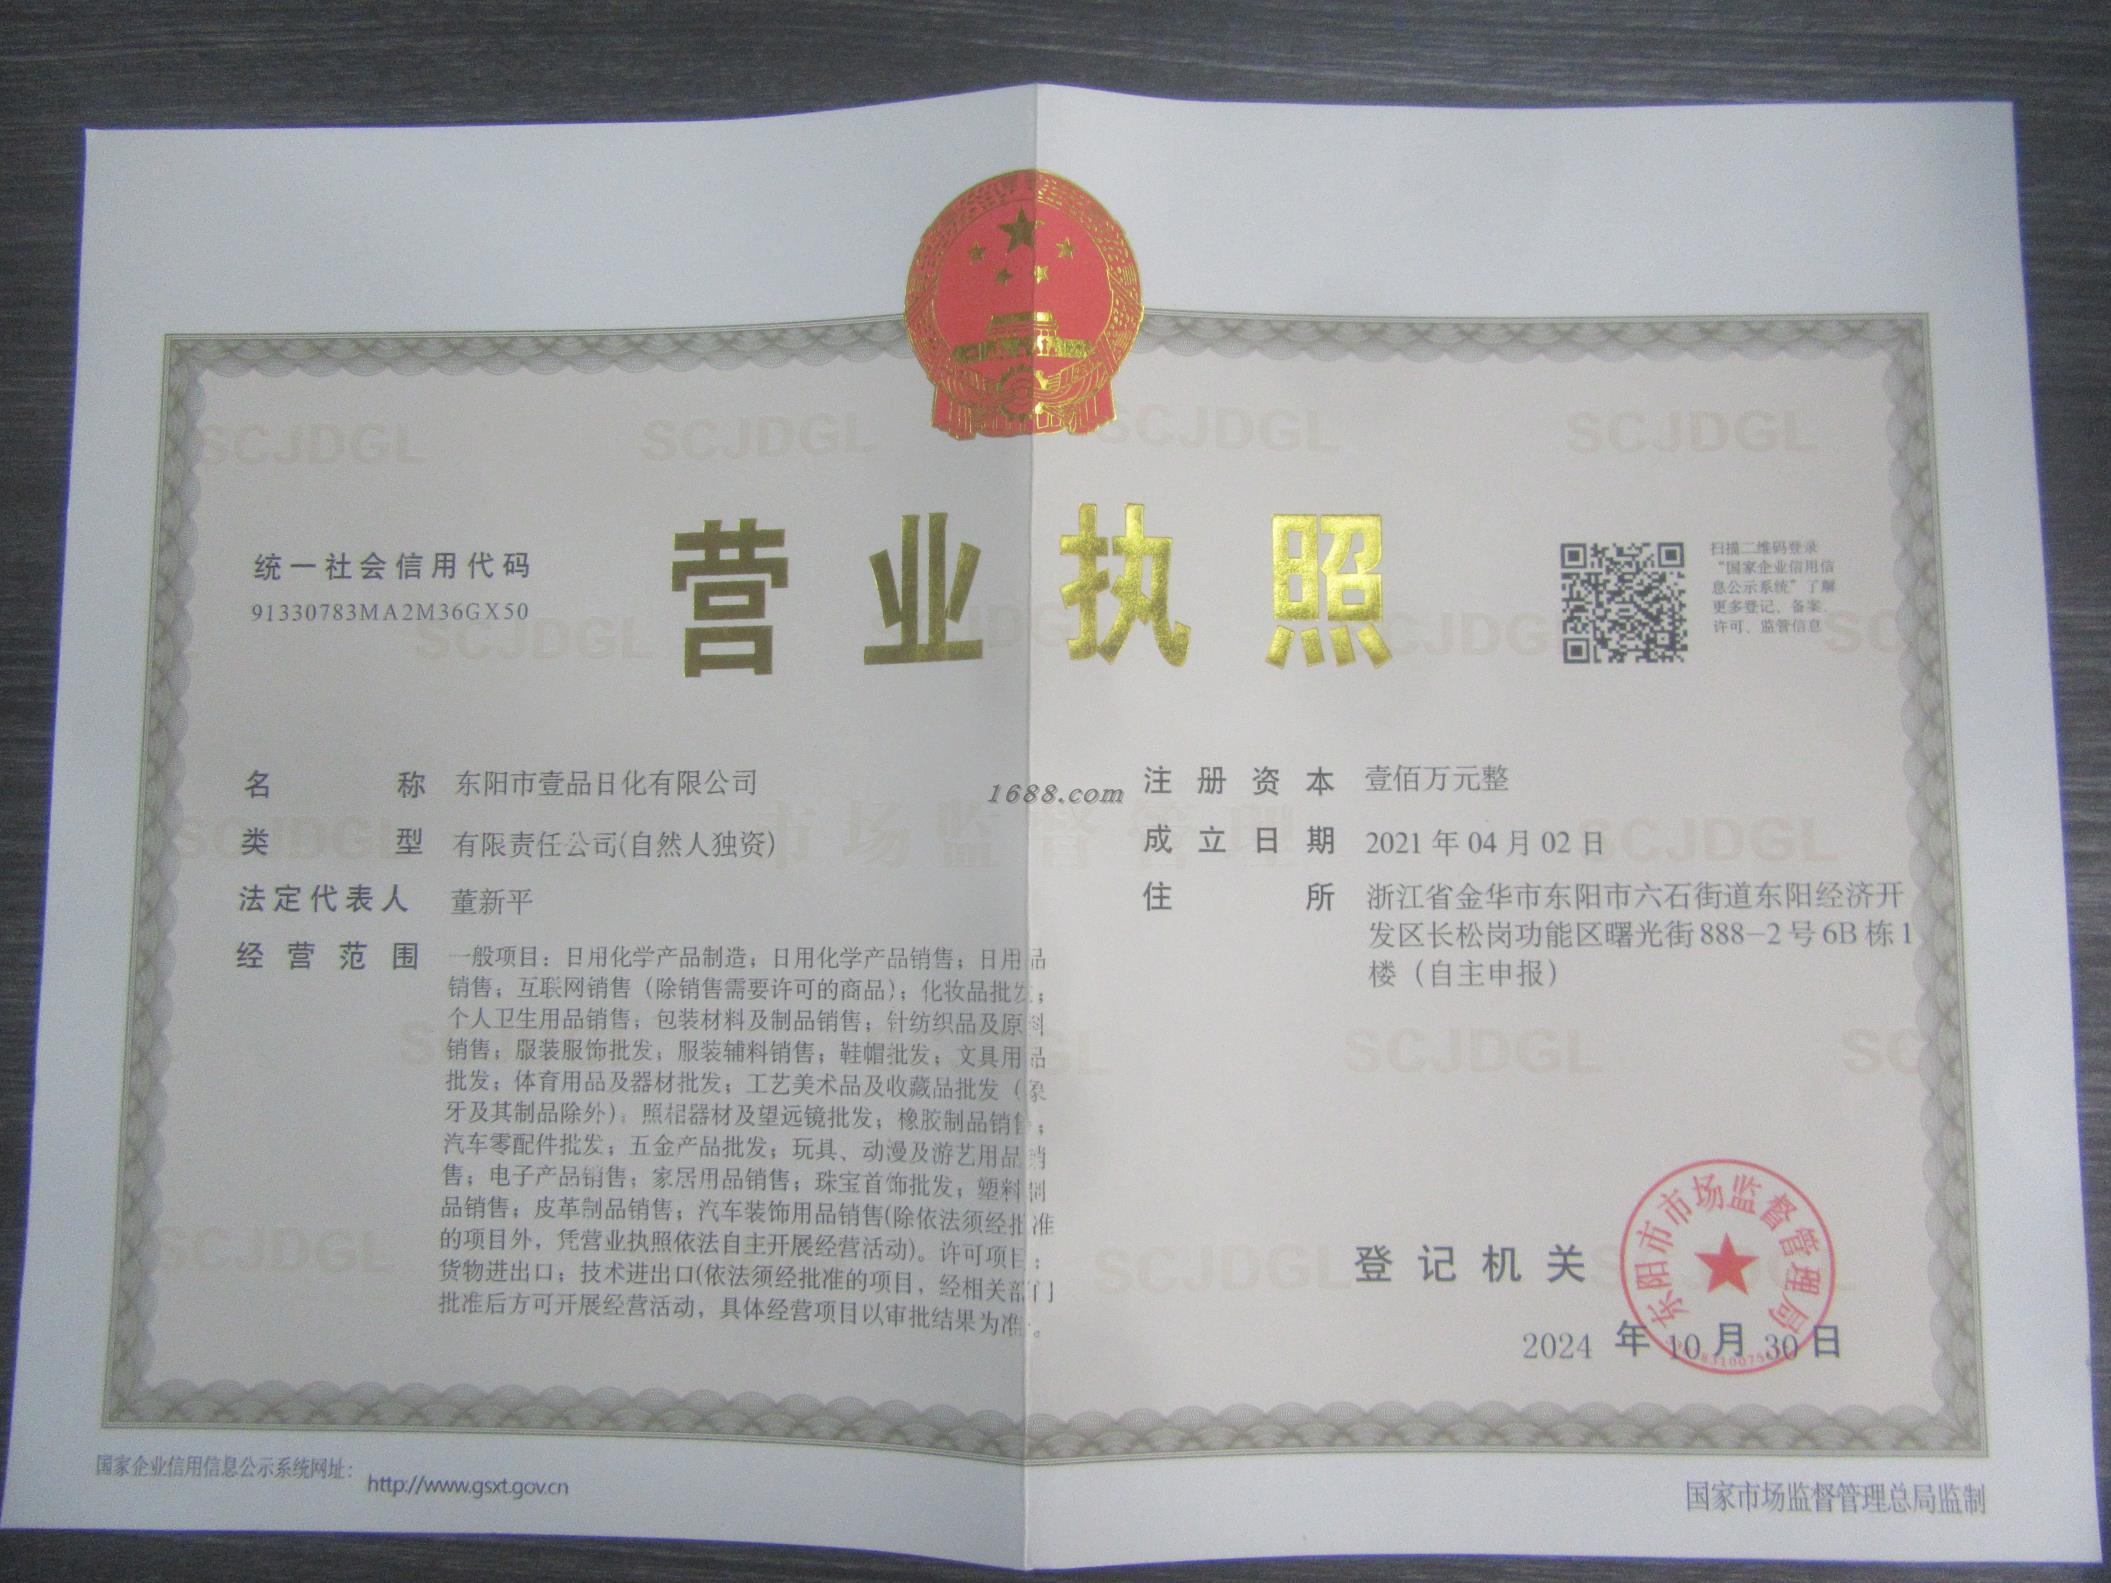 营业执照
统一社会信用代码
91330783MA2M36GX50
扫描二维码登录
“国家企业信用信
息公示系统”了解
更多登记、备案、
许可、监管信息
名称 东阳市壹品日化有限公司
类型 有限责任公司(自然人独资)
法定代表人 董新平
经营范围 一般项目：日用化学产品制造；日用化学产品销售；日用品
销售；互联网销售（除销售需要许可的商品）；化妆品批发；
个人卫生用品销售；包装材料及制品销售；针纺织品及原料
销售；服装服饰批发；服装辅料销售；鞋帽批发；文具用品
批发；体育用品及器材批发；工艺美术品及收藏品批发（象
牙及其制品除外）；照相器材及望远镜批发；橡胶制品销售；
汽车零配件批发；五金产品批发；玩具、动漫及游艺用品销
售；电子产品销售；家居用品销售；珠宝首饰批发；塑料制
品销售；皮革制品销售；汽车装饰用品销售(除依法须经批准
的项目外，凭营业执照依法自主开展经营活动)。许可项目：
货物进出口；技术进出口(依法须经批准的项目，经相关部门
批准后方可开展经营活动，具体经营项目以审批结果为准)。
1688.com
注册资本 壹佰万元整
成立日期 2021年04月02日
住所 浙江省金华市东阳市六石街道东阳经济开
发区长松岗功能区曙光街888-2号6B栋1
楼（自主申报）
登记机关
东阳市市场监督管理局
2024年10月30日
国家企业信用信息公示系统网址：
http://www.gsxt.gov.cn
国家市场监督管理总局监制
SCJDGL
市场监督管理